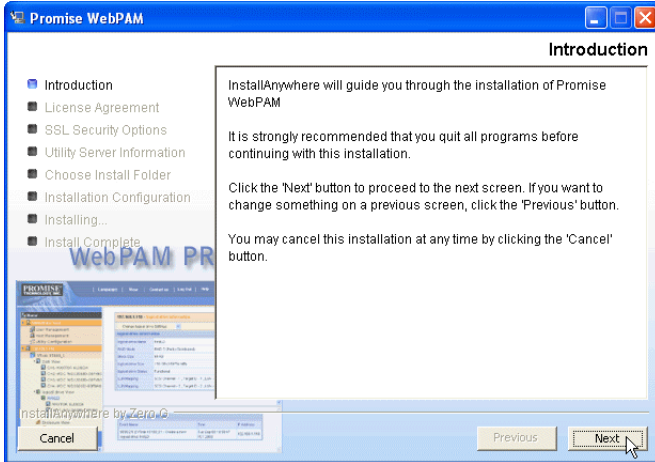 Promise WebPAM
Introduction
Introduction
License Agreement
SSL Security Options
Utility Server Information
Choose Install Folder
Installation Configuration
Installing...
Install Complete
InstallAnywhere will guide you through the installation of Promise
WebPAM
It is strongly recommended that you quit all programs before
continuing with this installation.
Click the 'Next' button to proceed to the next screen. If you want to
change something on a previous screen, click the 'Previous' button.
You may cancel this installation at any time by clicking the 'Cancel'
button.
WebPAM PR
PROMISE
nstallAnywhere by Zero G
Cancel
Previous
Next